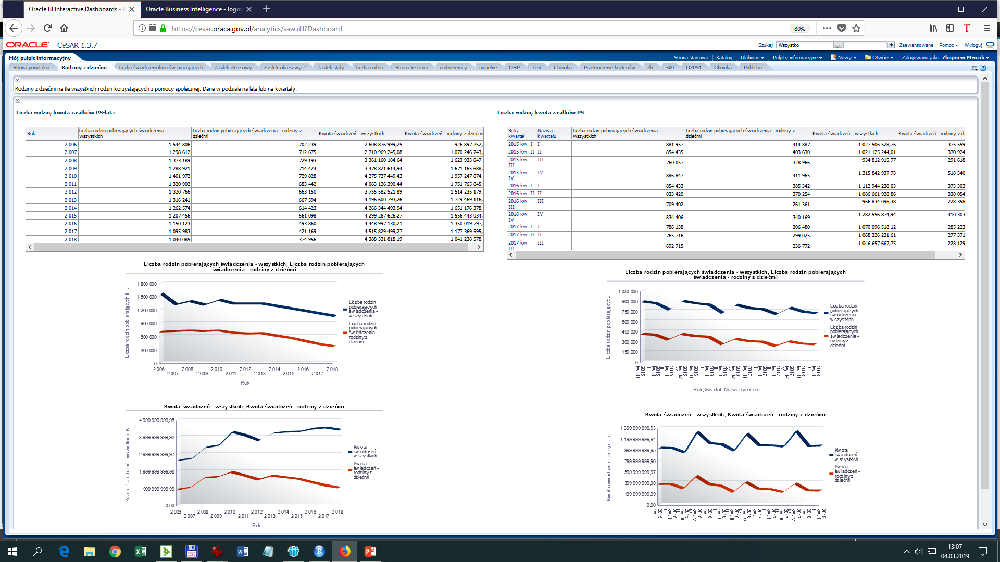 Oracle BI Interactive Dashboards -
Oracle Business Intelligence - logov
https://cesar.praca.gov.pl/analytics/saw.dll?Dashboard
80%
ORACLE CeSAR 1.3.7
Szukaj Wszystko Zaawansowane Pomoc Wyloguj
Mój pulpit informacyjny
Strona startowa Katalog Ulubione Pulpity informacyjne Nowy Otwórz Zalogowano jako Zbigniew Mrozik
Strona powitalna Rodziny z dziećmi Liczba świadczeniobiorców pracujących Zasiłek okresowy Zasiłek okresowy 2 Zasiłek stały Liczba rodzin Strona testowa cudzoziemcy niepełne OHP Test Choroba Przekroczenie kryteriów zbc 500 OZPS1 Choinka Publisher
Rodziny z dziećmi na tle wszystkich rodzin korzystających z pomocy społecznej. Dane w podziale na lata lub na kwartały.
Liczba rodzin, kwota zasiłków PS-lata
Rok
Liczba rodzin pobierających świadczenia -
wszystkich
Liczba rodzin pobierających świadczenia - rodziny z
dziećmi
Kwota świadczeń - wszystkich
Kwota świadczeń - rodziny z dziećmi
2 006 1 544 806 702 239 2 608 876 999,25 926 897 252,
2 007 1 298 612 712 675 2 710 969 245,08 1 070 246 743,
2 008 1 373 189 729 193 3 361 160 184,64 1 623 933 647,
2 009 1 288 921 714 424 3 478 821 614,94 1 671 165 688,
2 010 1 401 972 729 828 4 275 727 449,43 1 957 247 874,
2 011 1 320 902 683 442 4 063 126 390,44 1 751 765 845,
2 012 1 320 766 663 150 3 755 582 521,89 1 514 235 179,
2 013 1 316 241 667 594 4 196 600 793,26 1 729 469 116,
2 014 1 262 574 614 423 4 266 344 493,94 1 651 176 378,
2 015 1 207 456 561 098 4 299 287 626,27 1 556 443 034,
2 016 1 150 123 493 860 4 448 997 130,21 1 350 019 797,
2 017 1 095 983 421 169 4 515 829 499,27 1 177 369 595,
2 018 1 040 085 374 956 4 388 331 818,19 1 041 238 578,
Liczba rodzin pobierających świadczenia - wszystkich, Liczba rodzin pobierających
świadczenia - rodziny z dziećmi
Liczba rodzin pobierających ś...
1 800 000
1 500 000
1 200 000
900 000
600 000
300 000
0
2 006 2 007 2 008 2 009 2 010 2 011 2 012 2 013 2 014 2 015 2 016 2 017 2 018
Rok
Liczba rodzin
pobierających
świadczenia -
wszystkich
Liczba rodzin
pobierających
świadczenia -
rodziny z
dziećmi
Kwota świadczeń - wszystkich, Kwota świadczeń - rodziny z dziećmi
Kwota świadczeń - wszystkich, K...
4 999 999 999,95
3 999 999 999,96
2 999 999 999,97
1 999 999 999,98
999 999 999,99
0,00
2 006 2 007 2 008 2 009 2 010 2 011 2 012 2 013 2 014 2 015 2 016 2 017 2 018
Rok
Kwota
świadczeń -
wszystkich
Kwota
świadczeń -
rodziny z
dziećmi
Liczba rodzin, kwota zasiłków PS
Rok,
kwartał
Nazwa
kwartału
Liczba rodzin pobierających świadczenia -
wszystkich
Liczba rodzin pobierających świadczenia - rodziny z
dziećmi
Kwota świadczeń - wszystkich
Kwota świadczeń - rodziny z d
2015 kw. I I 881 957 414 887 1 027 506 528,76 375 559
2015 kw. II II 854 435 403 630 1 021 125 244,01 370 924
2015 kw. III III 760 057 328 966 934 812 915,77 291 618
2015 kw. IV IV 886 847 411 965 1 315 842 937,73 518 340
2016 kw. I I 854 433 385 342 1 112 944 230,03 373 303
2016 kw. II II 833 420 370 254 1 086 661 928,86 338 054
2016 kw. III III 709 402 261 361 966 834 096,38 228 358
2016 kw. IV IV 834 406 340 169 1 282 556 874,94 410 303
2017 kw. I I 786 138 306 480 1 070 096 518,12 285 223
2017 kw. II II 765 716 299 025 1 068 326 231,61 277 371
2017 kw. III III 692 715 236 772 1 046 657 667,75 228 129
Liczba rodzin pobierających świadczenia - wszystkich, Liczba rodzin pobierających
świadczenia - rodziny z dziećmi
Liczba rodzin pobierającyc...
1 050 000
900 000
750 000
600 000
450 000
300 000
150 000
0
Rok, kwartał, Nazwa kwartału
Liczba rodzin
pobierających
świadczenia -
wszystkich
Liczba rodzin
pobierających
świadczenia -
rodziny z
dziećmi
Kwota świadczeń - wszystkich, Kwota świadczeń - rodziny z dziećmi
Kwota świadczeń - wszystkic...
1 399 999 999,93
1 199 999 999,94
999 999 999,95
799 999 999,96
599 999 999,97
399 999 999,98
199 999 999,99
0,00
Kwota
świadczeń -
wszystkich
Kwota
świadczeń -
rodziny z
dziećmi
13:07
04.03.2019